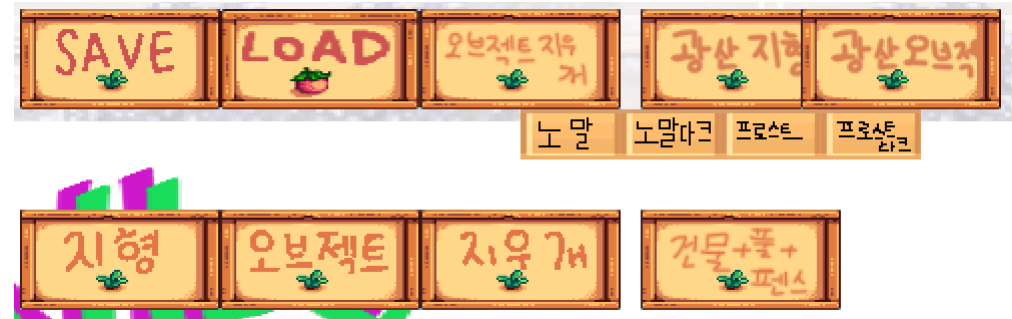 SAVE
LOAD
오브젝트 지우
개
광산 지형
광산 오브젝
노말
노말다크
프로스트
프로스트
다크
지형
오브젝트
지우개
건물+풀+
펜스